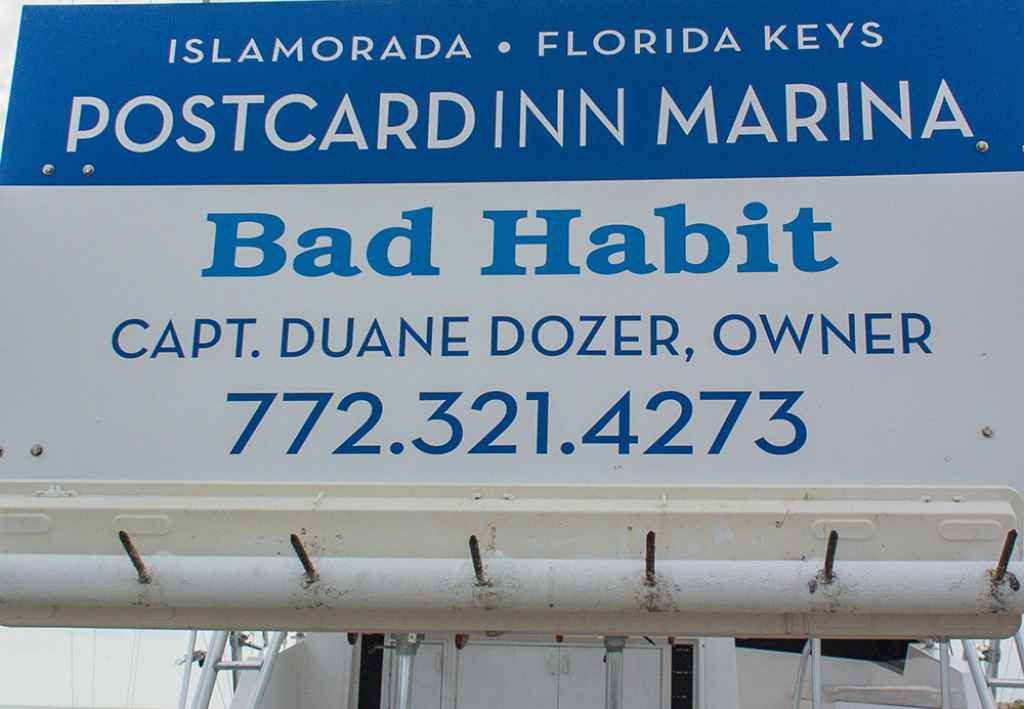 ISLAMORADA • FLORIDA KEYS
POSTCARD INN MARINA
Bad Habit
CAPT. DUANE DOZER, OWNER
772.321.4273